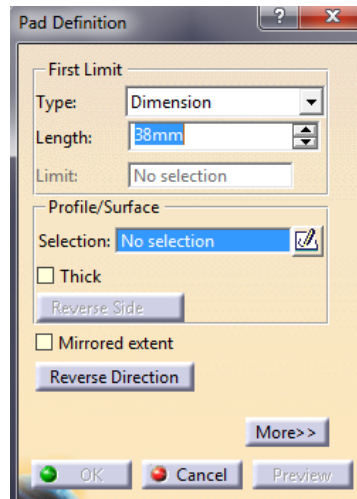 Pad Definition ? X
First Limit
Type: Dimension
Length: 38mm
Limit: No selection
Profile/Surface
Selection: No selection
Thick
Reverse Side
Mirrored extent
Reverse Direction
More>>
OK Cancel Preview